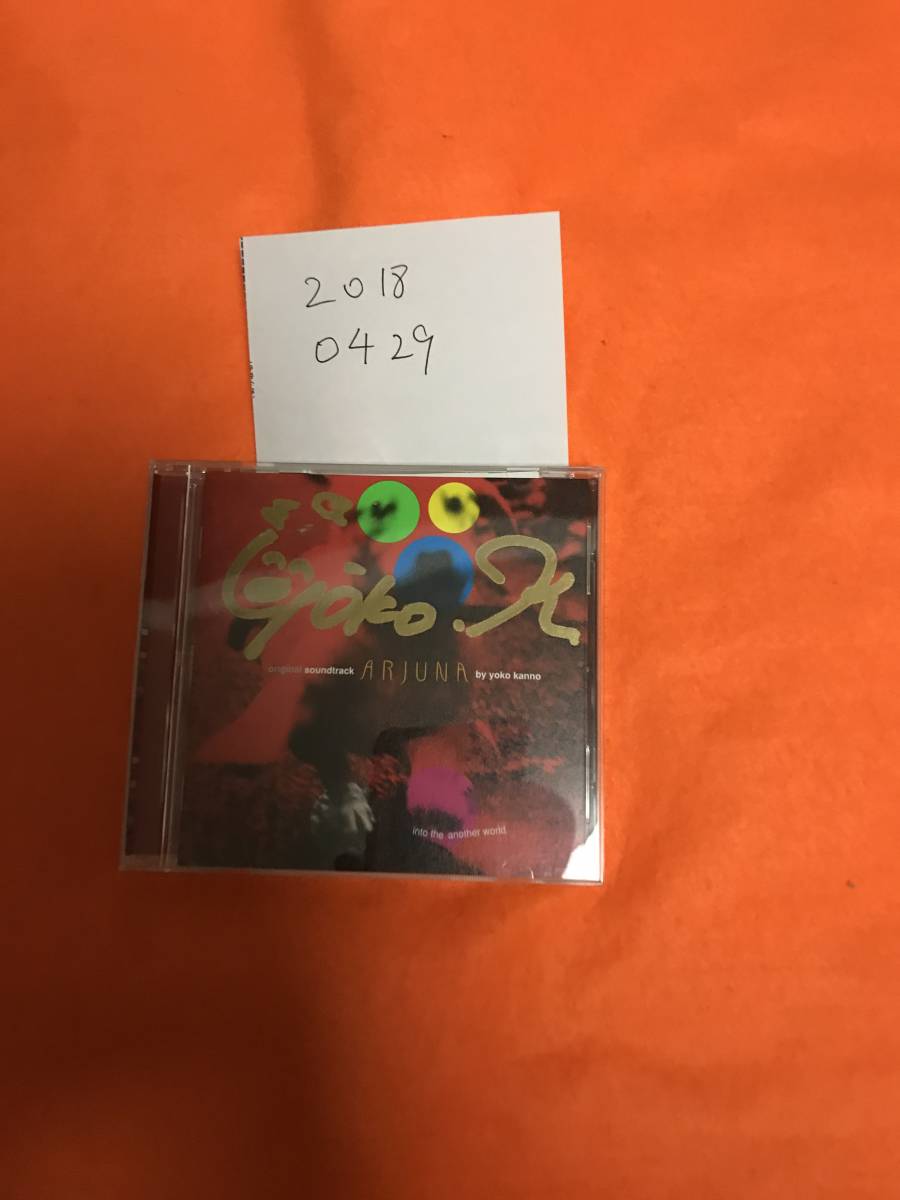 2018
0429
yoko.K
original soundtrack ARJUNA by yoko kanno
into the another world